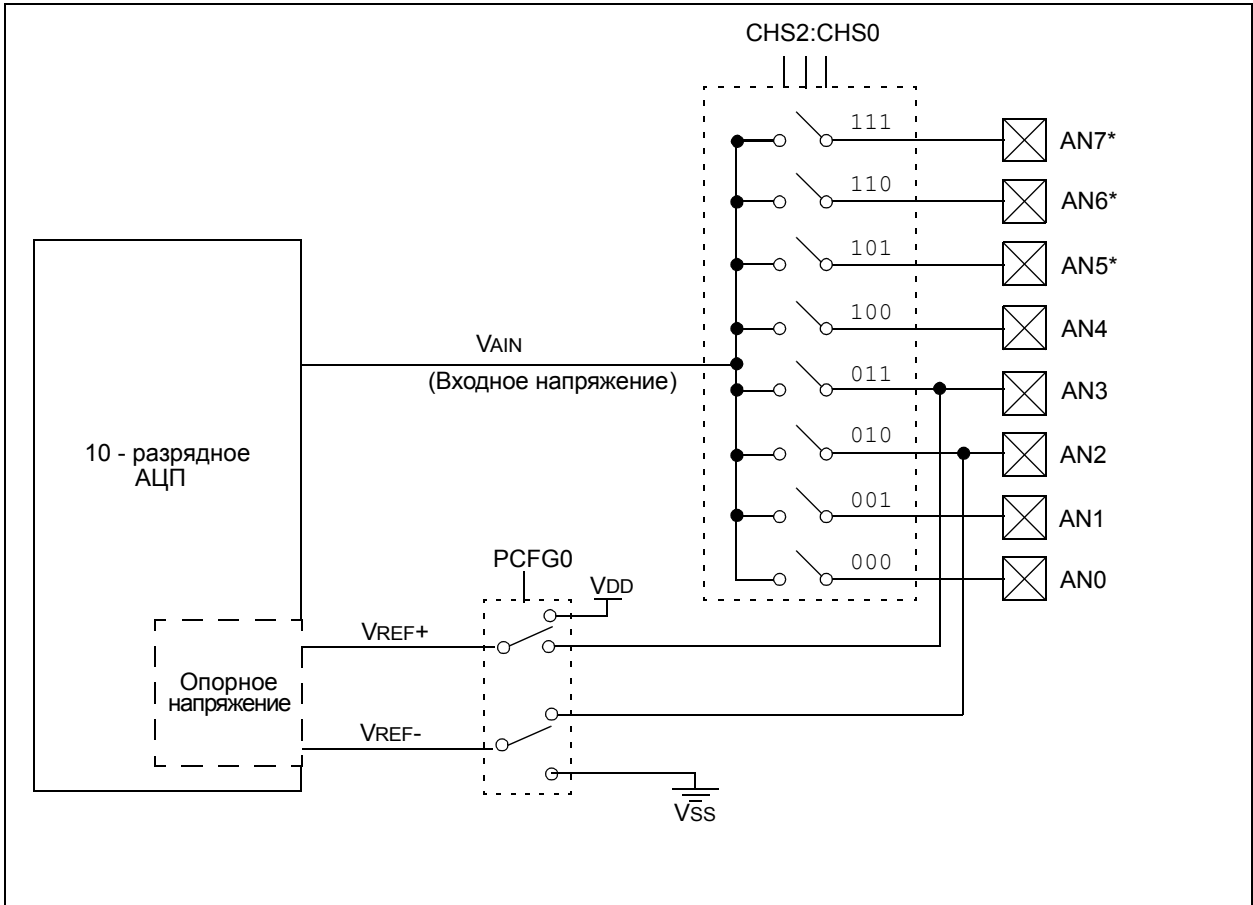 CHS2:CHS0
111
AN7*
110
AN6*
101
AN5*
100
AN4
VAIN
(Входное напряжение)
011
AN3
10 - разрядное
АЦП
010
AN2
001
AN1
000
AN0
PCFG0
VDD
VREF+
Опорное
напряжение
VREF-
VSS